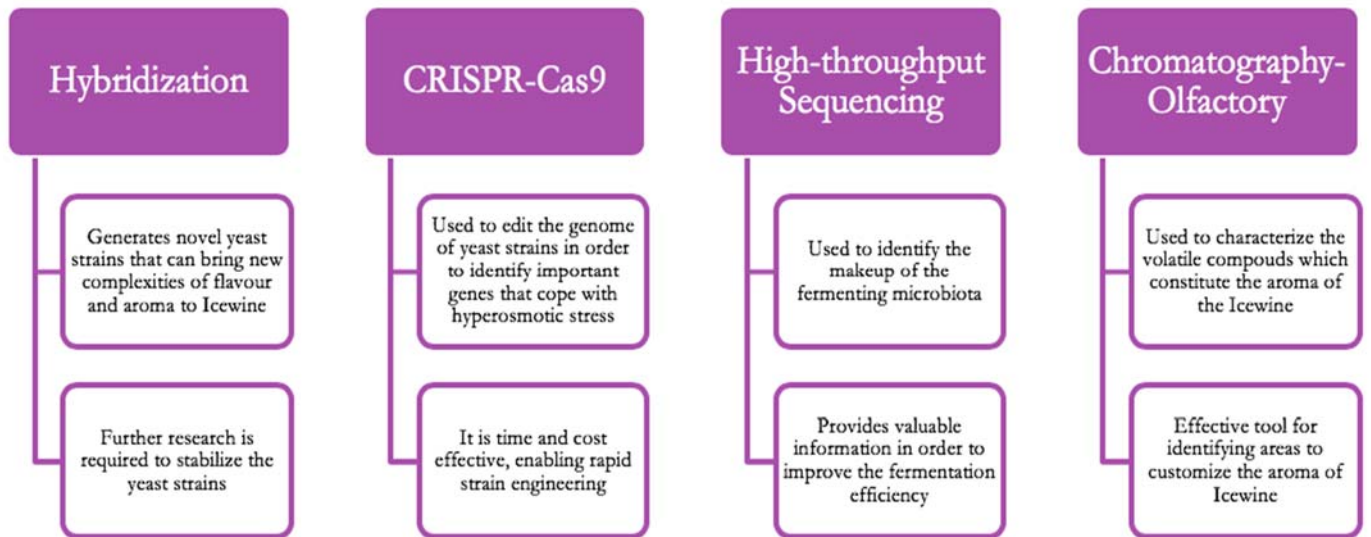 Hybridization
Generates novel yeast
strains that can bring new
complexities of flavour
and aroma to Icewine
Further research is
required to stabilize the
yeast strains
CRISPR-Cas9
Used to edit the genome
of yeast strains in order
to identify important
genes that cope with
hyperosmotic stress
It is time and cost
effective, enabling rapid
strain engineering
High-throughput
Sequencing
Used to identify the
makeup of the
fermenting microbiota
Provides valuable
information in order to
improve the fermentation
efficiency
Chromatography-
Olfactory
Used to characterize the
volatile compouds which
constitute the aroma of
the Icewine
Effective tool for
identifying areas to
customize the aroma of
Icewine